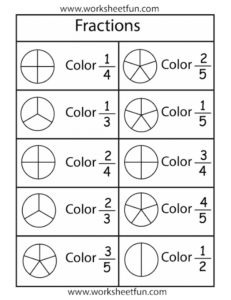 www.worksheetfun.com
Fractions
Color 1/4
Color 2/5
Color 1/3
Color 1/5
Color 2/4
Color 3/4
Color 2/3
Color 4/5
Color 3/5
Color 1/2
www.worksheetfun.com